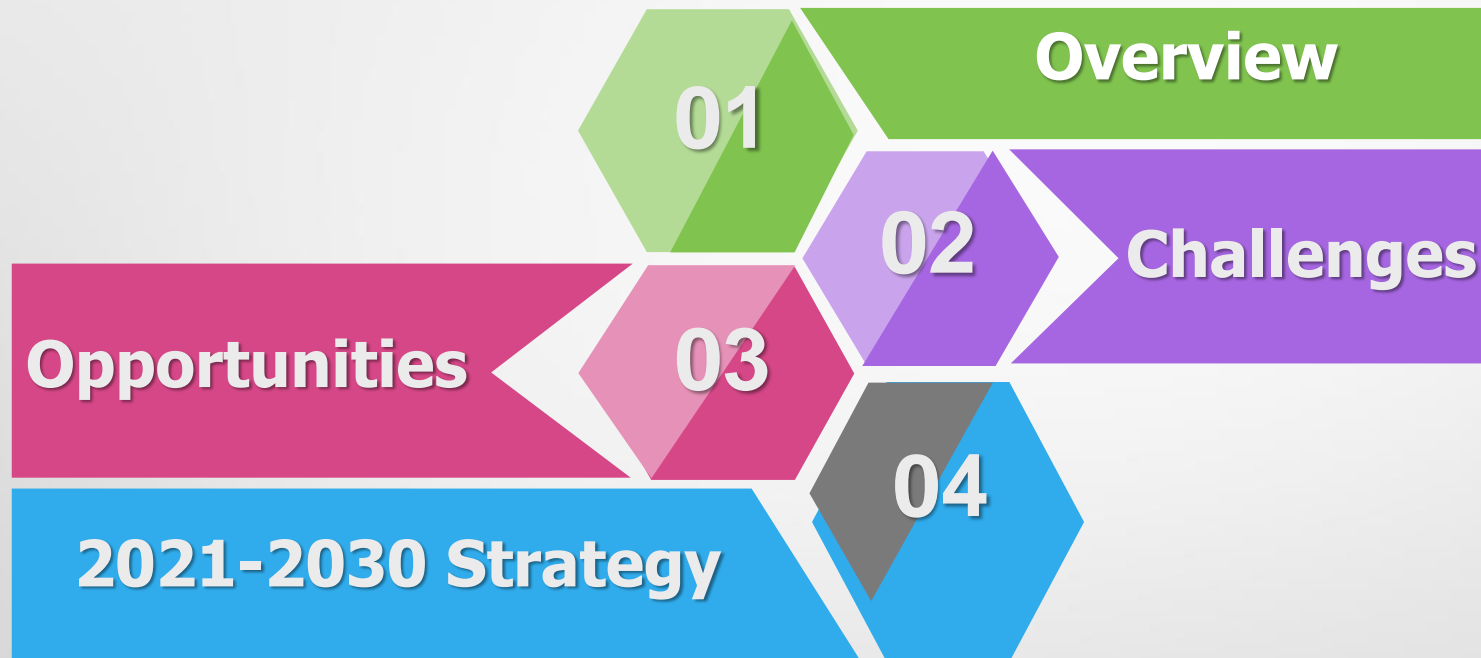 01
Overview
02
Challenges
03
Opportunities
04
2021-2030 Strategy